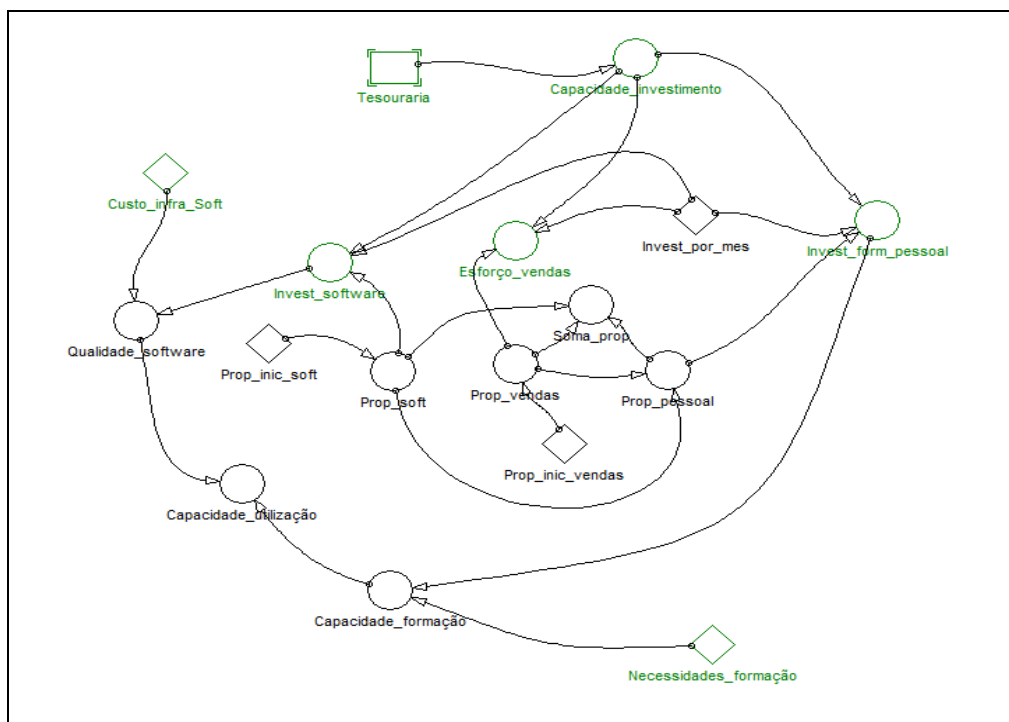 Tesouraria
Capacidade_investimento
Custo_infra_Soft
Invest_por_mes
Invest_form_pessoal
Esforço_vendas
Invest_software
Soma_prop
Qualidade_software
Prop_inic_soft
Prop_soft
Prop_vendas
Prop_pessoal
Prop_inic_vendas
Capacidade_utilização
Capacidade_formação
Necessidades_formação